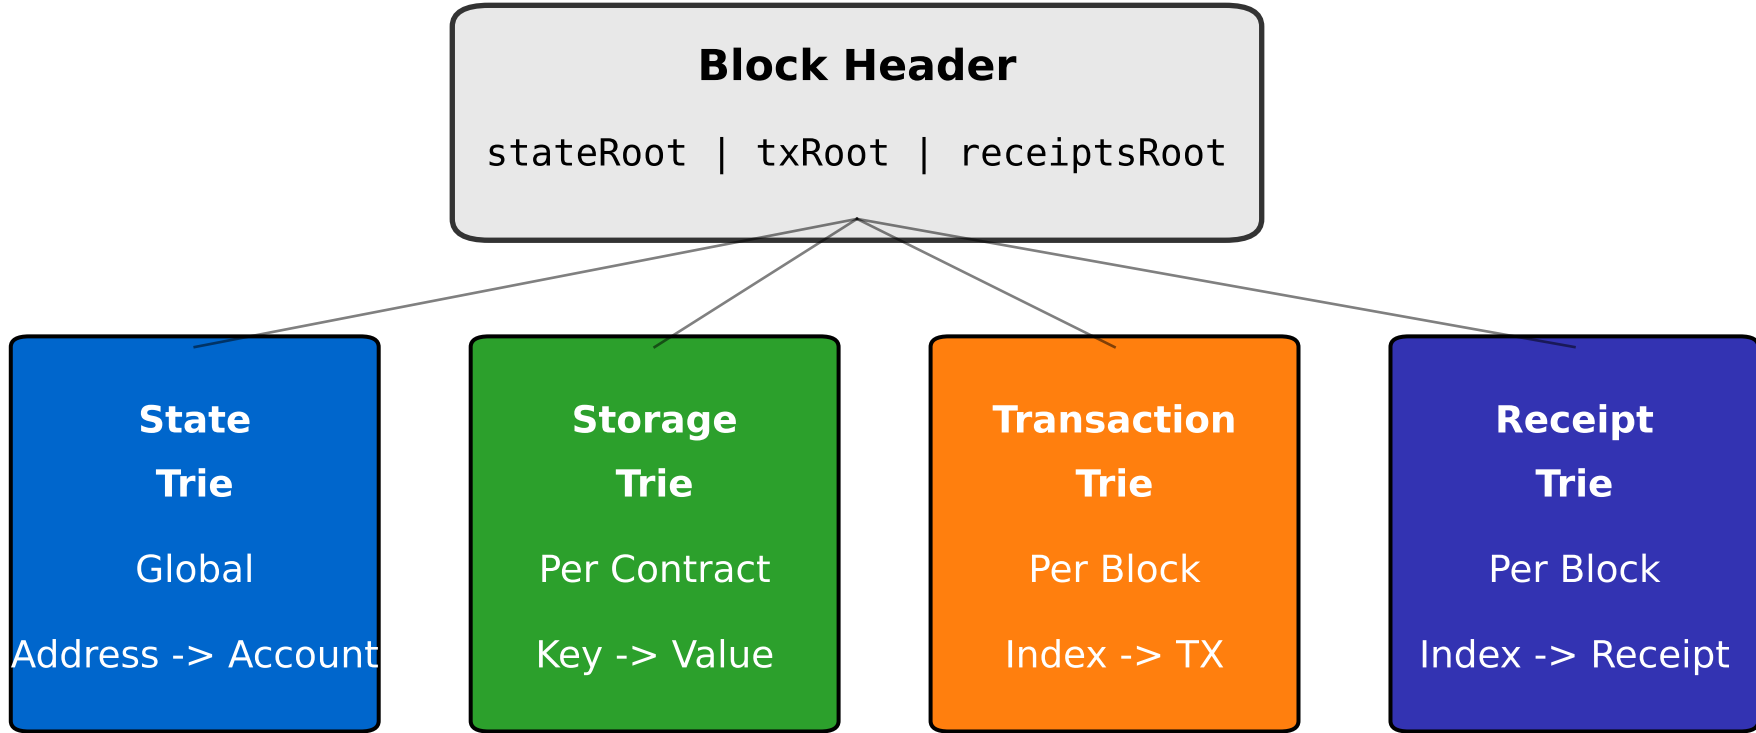 Block Header
stateRoot | txRoot | receiptsRoot
State
Trie
Global
Address -> Account
Storage
Trie
Per Contract
Key -> Value
Transaction
Trie
Per Block
Index -> TX
Receipt
Trie
Per Block
Index -> Receipt